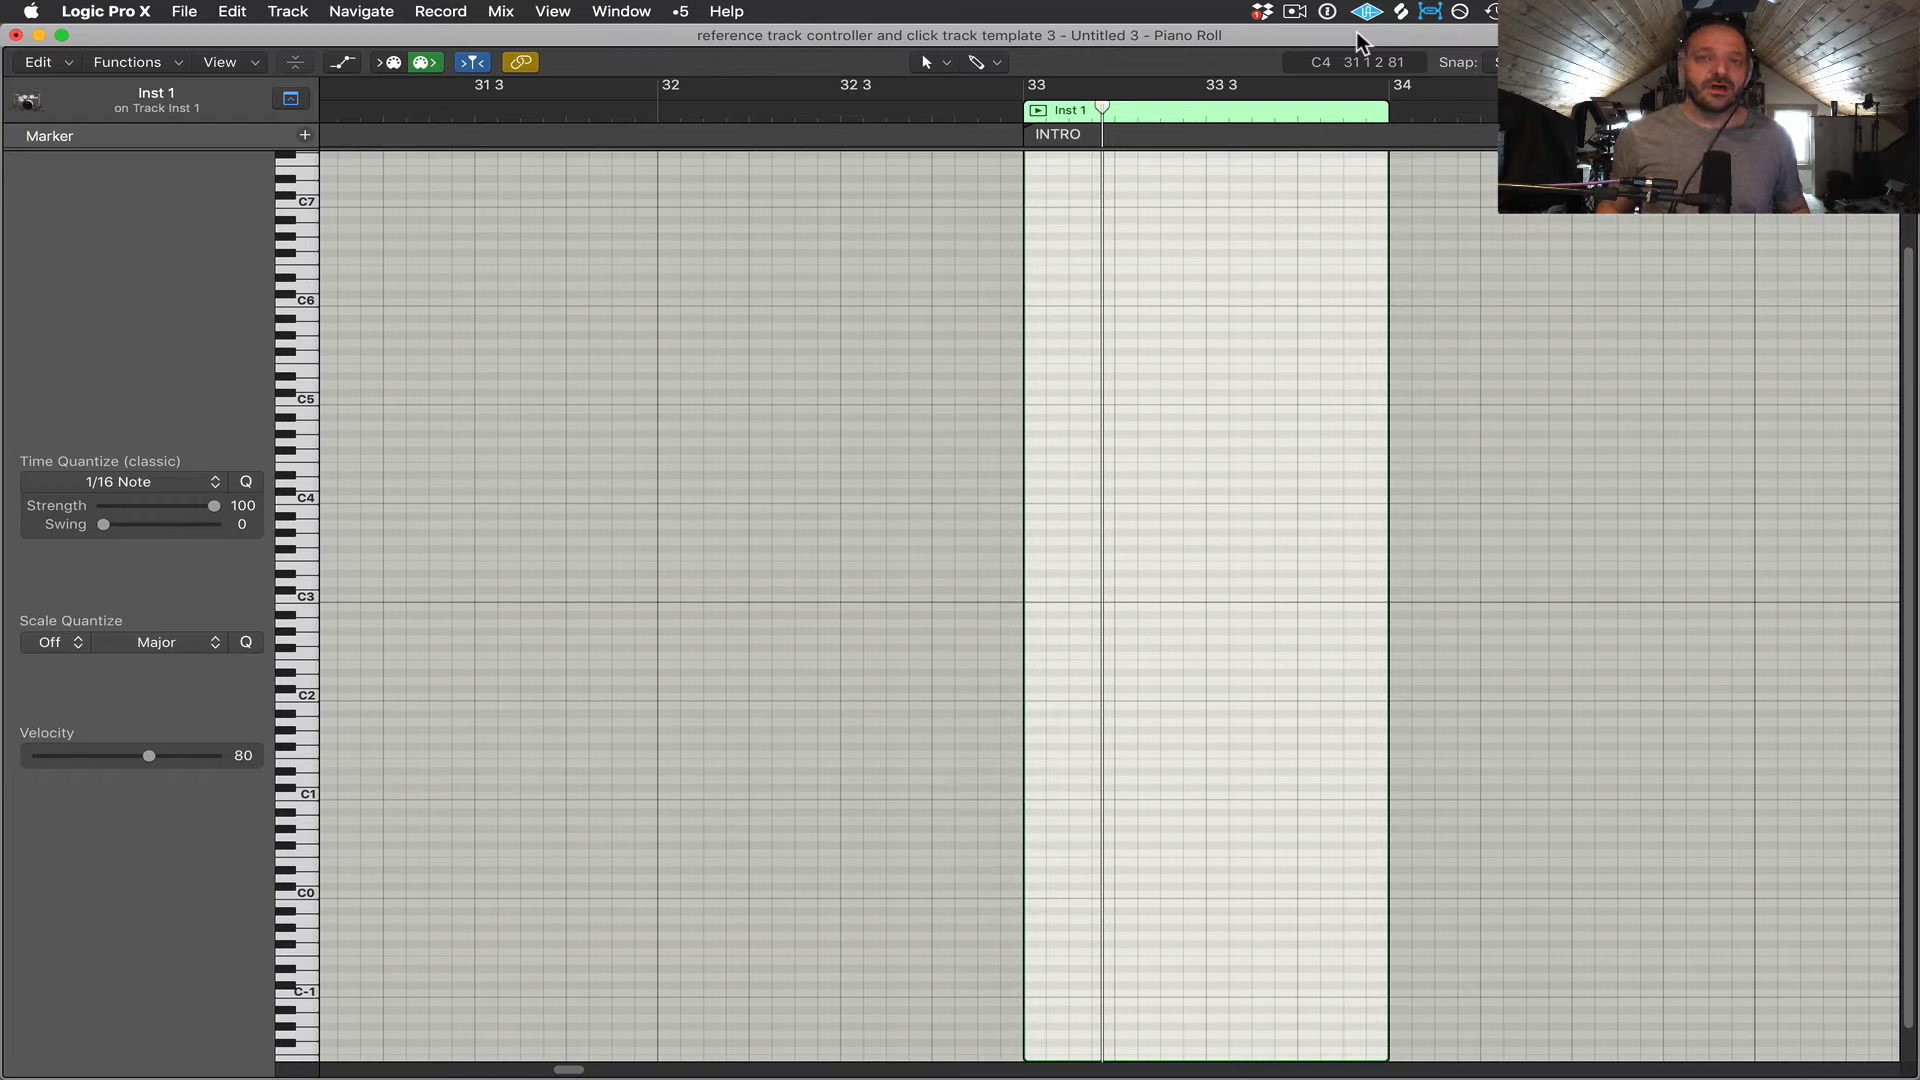 Logic Pro X File Edit Track Navigate Record Mix View Window •5 Help
reference track controller and click track template 3 - Untitled 3 - Piano Roll
Edit Functions View C4 31 1 2 81 Snap:
31 3 32 32 3 33 33 3 34
Inst 1
on Track Inst 1
Inst 1
Marker +
INTRO
C7
C6
C5
C4
C3
C2
C1
C0
C-1
Time Quantize (classic)
1/16 Note Q
Strength 100
Swing 0
Scale Quantize
Off Major Q
Velocity
80